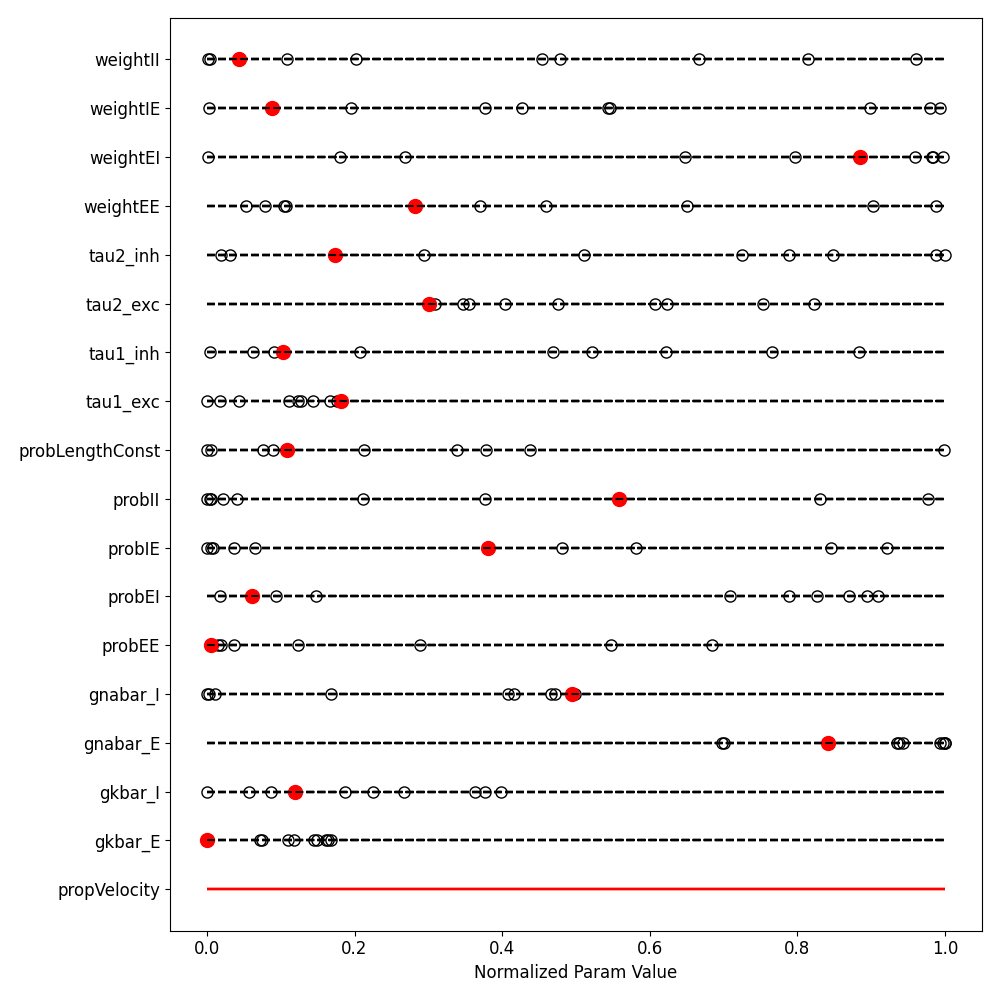 weightII
weightIE
weightEI
weightEE
tau2_inh
tau2_exc
tau1_inh
tau1_exc
probLengthConst
probII
probIE
probEI
probEE
gnabar_I
gnabar_E
gkbar_I
gkbar_E
propVelocity
0.0 0.2 0.4 0.6 0.8 1.0
Normalized Param Value